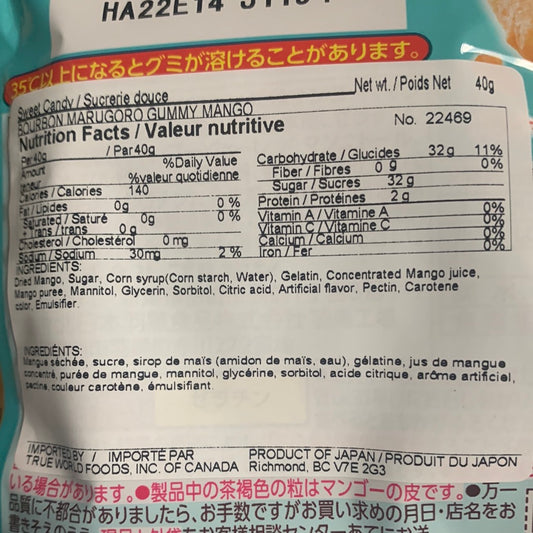 HA22E14
35℃以上になるとグミが溶けることがあります。
Sweet Candy / Sucrerie douce
Net wt. / Poids Net 40g
BOURBON MARUGORO GUMMY MANGO
Nutrition Facts / Valeur nutritive
No. 22469
Per 40g / Par 40g
Amount %Daily Value
Teneur %valeur quotidienne
Calories / Calories 140
Fat / Lipides 0g 0 %
Saturated / Saturé 0g 0 %
+ Trans / trans 0 g
Cholesterol / Cholestérol 0 mg
Sodium / Sodium 30mg 2 %
Carbohydrate / Glucides 32 g 11%
Fiber / Fibres 0 g 0%
Sugar / Sucres 32 g
Protein / Protéines 2 g
Vitamin A / Vitamine A 0%
Vitamin C / Vitamine C 0%
Calcium / Calcium 0%
Iron / Fer 0%
INGREDIENTS:
Dried Mango, Sugar, Corn syrup(Corn starch, Water), Gelatin, Concentrated Mango juice,
Mango puree, Mannitol, Glycerin, Sorbitol, Citric acid, Artificial flavor, Pectin, Carotene
color, Emulsifier.
INGREDIÉNTS:
Mangue séchée, sucre, sirop de maïs (amidon de maïs, eau), gélatine, jus de mangue
concentré, purée de mangue, mannitol, glycérine, sorbitol, acide citrique, arôme artificiel,
pectine, couleur carotène, émulsifiant.
IMPORTED BY / IMPORTÉ PAR PRODUCT OF JAPAN / PRODUIT DU JAPON
TRUE WORLD FOODS, INC. OF CANADA Richmond, BC V7E 2G3
いる場合があります。●製品中の茶褐色の粒はマンゴーの皮です。●万一
品質に不都合がありましたら、お手数ですがお買い求めの月日・店名をお